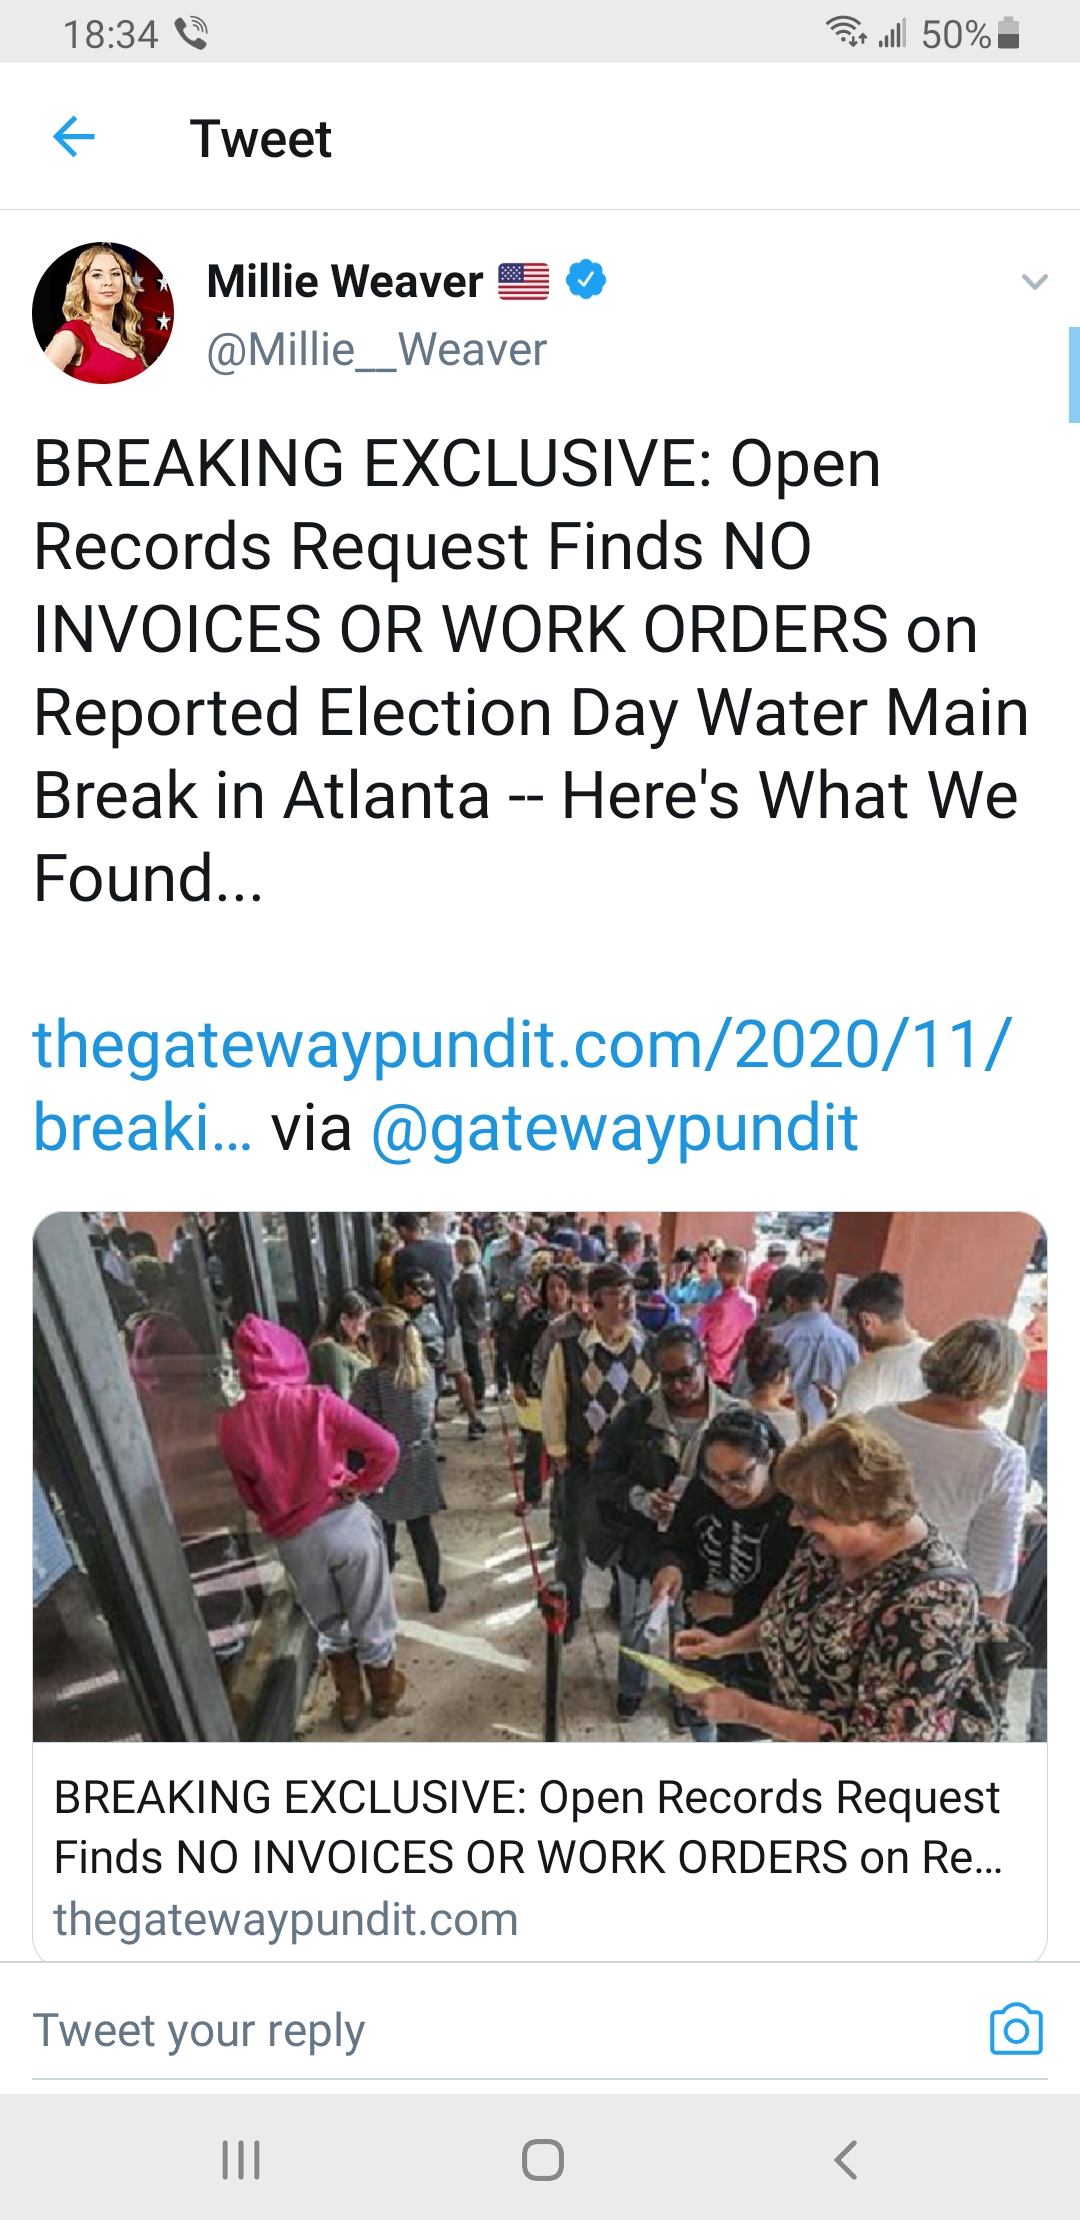 18:34
50%
Tweet
Millie Weaver
@Millie__Weaver
BREAKING EXCLUSIVE: Open
Records Request Finds NO
INVOICES OR WORK ORDERS on
Reported Election Day Water Main
Break in Atlanta -- Here's What We
Found...
thegatewaypundit.com/2020/11/
breaki... via @gatewaypundit
BREAKING EXCLUSIVE: Open Records Request
Finds NO INVOICES OR WORK ORDERS on Re...
thegatewaypundit.com
Tweet your reply